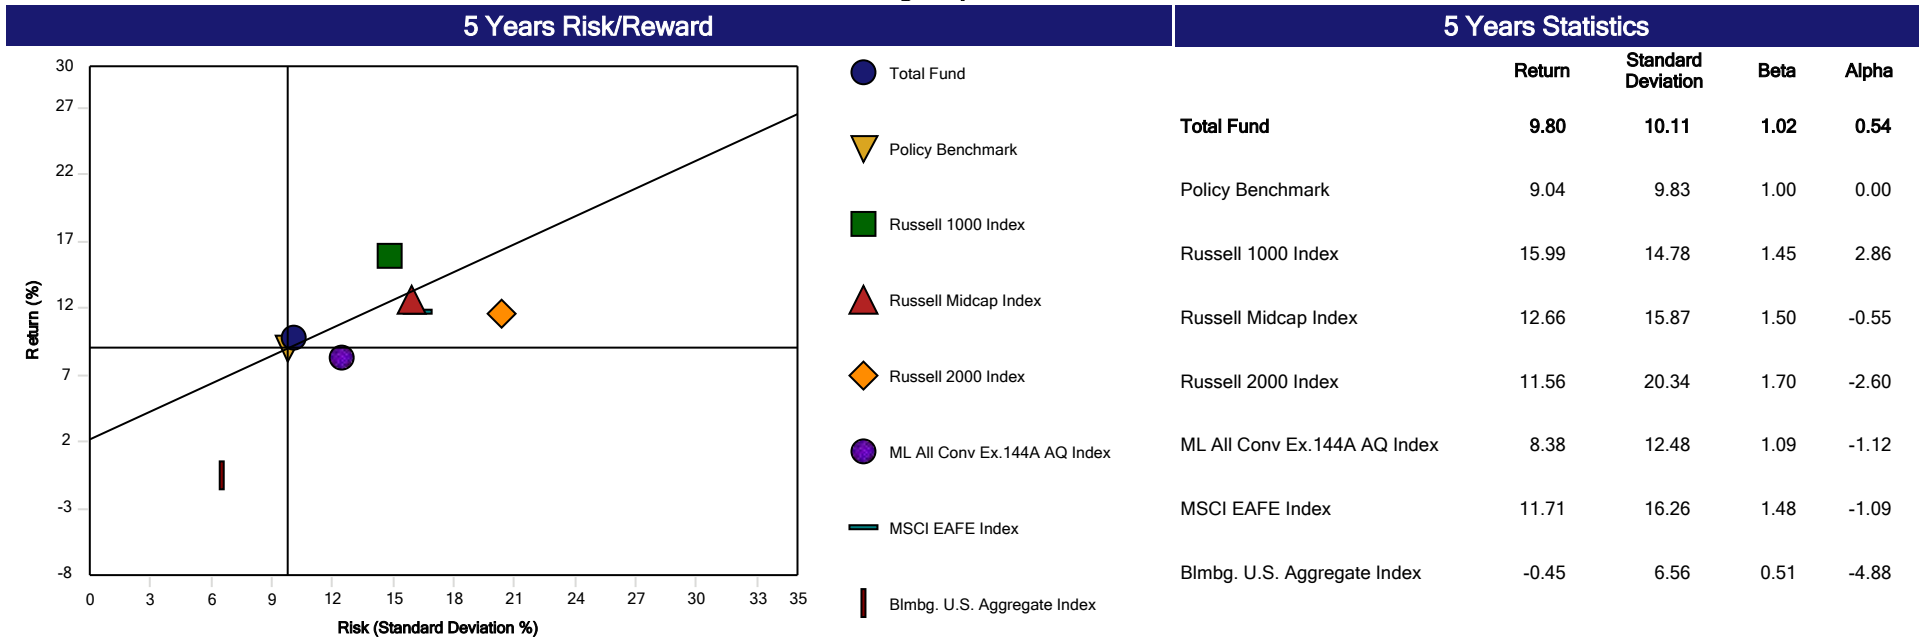 5 Years Risk/Reward
30
27
22
17
12
7
2
-3
-8
Return (%)
0 3 6 9 12 15 18 21 24 27 30 33 35
Risk (Standard Deviation %)
Total Fund
Policy Benchmark
Russell 1000 Index
Russell Midcap Index
Russell 2000 Index
ML All Conv Ex.144A AQ Index
MSCI EAFE Index
Blmbg. U.S. Aggregate Index
5 Years Statistics
Return Standard Deviation Beta Alpha
Total Fund 9.80 10.11 1.02 0.54
Policy Benchmark 9.04 9.83 1.00 0.00
Russell 1000 Index 15.99 14.78 1.45 2.86
Russell Midcap Index 12.66 15.87 1.50 -0.55
Russell 2000 Index 11.56 20.34 1.70 -2.60
ML All Conv Ex.144A AQ Index 8.38 12.48 1.09 -1.12
MSCI EAFE Index 11.71 16.26 1.48 -1.09
Blmbg. U.S. Aggregate Index -0.45 6.56 0.51 -4.88